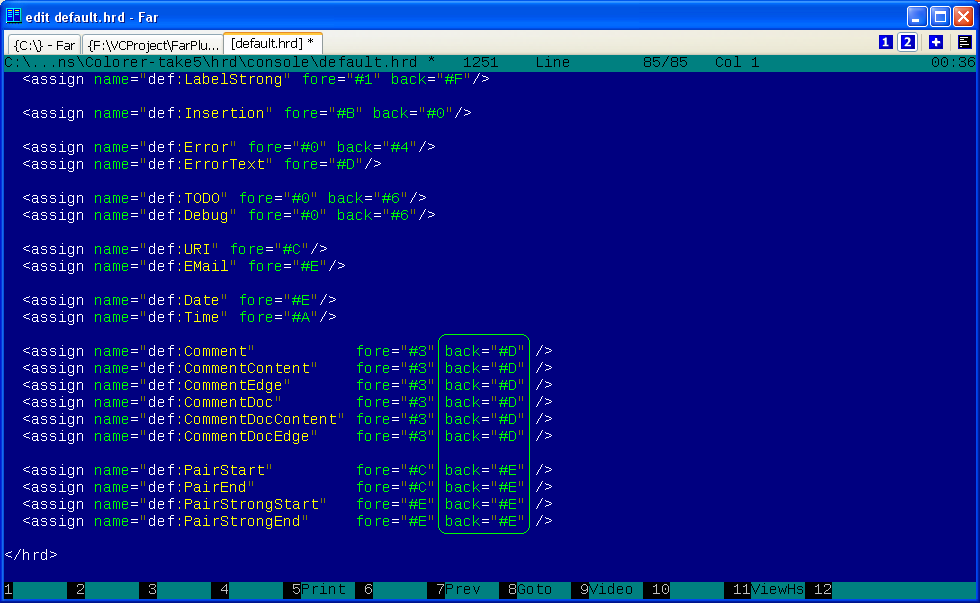 edit default.hrd - Far
{C:\} - Far {F:\VCProject\FarPlu... [default.hrd] * 1 2
C:\...ns\Colorer-take5\hrd\console\default.hrd * 1251 Line 85/85 Col 1 00:36
<assign name="def:LabelStrong" fore="#1" back="#F"/>
<assign name="def:Insertion" fore="#B" back="#0"/>
<assign name="def:Error" fore="#0" back="#4"/>
<assign name="def:ErrorText" fore="#D"/>
<assign name="def:TODO" fore="#0" back="#6"/>
<assign name="def:Debug" fore="#0" back="#6"/>
<assign name="def:URI" fore="#C"/>
<assign name="def:EMail" fore="#E"/>
<assign name="def:Date" fore="#E"/>
<assign name="def:Time" fore="#A"/>
<assign name="def:Comment" fore="#3" back="#D" />
<assign name="def:CommentContent" fore="#3" back="#D" />
<assign name="def:CommentEdge" fore="#3" back="#D" />
<assign name="def:CommentDoc" fore="#3" back="#D" />
<assign name="def:CommentDocContent" fore="#3" back="#D" />
<assign name="def:CommentDocEdge" fore="#3" back="#D" />
<assign name="def:PairStart" fore="#C" back="#E" />
<assign name="def:PairEnd" fore="#C" back="#E" />
<assign name="def:PairStrongStart" fore="#E" back="#E" />
<assign name="def:PairStrongEnd" fore="#E" back="#E" />
</hrd>
1 2 3 4 5Print 6 7Prev 8Goto 9Video 10 11ViewHs 12